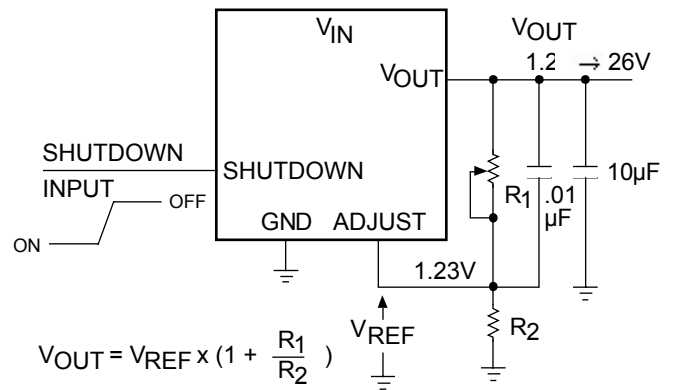 VIN
VOUT
VOUT
1.2 → 26V
SHUTDOWN
INPUT
ON
OFF
SHUTDOWN
GND
ADJUST
R1
.01
µF
10µF
1.23V
VREF
R2
VOUT = VREF x (1 + R1/R2 )